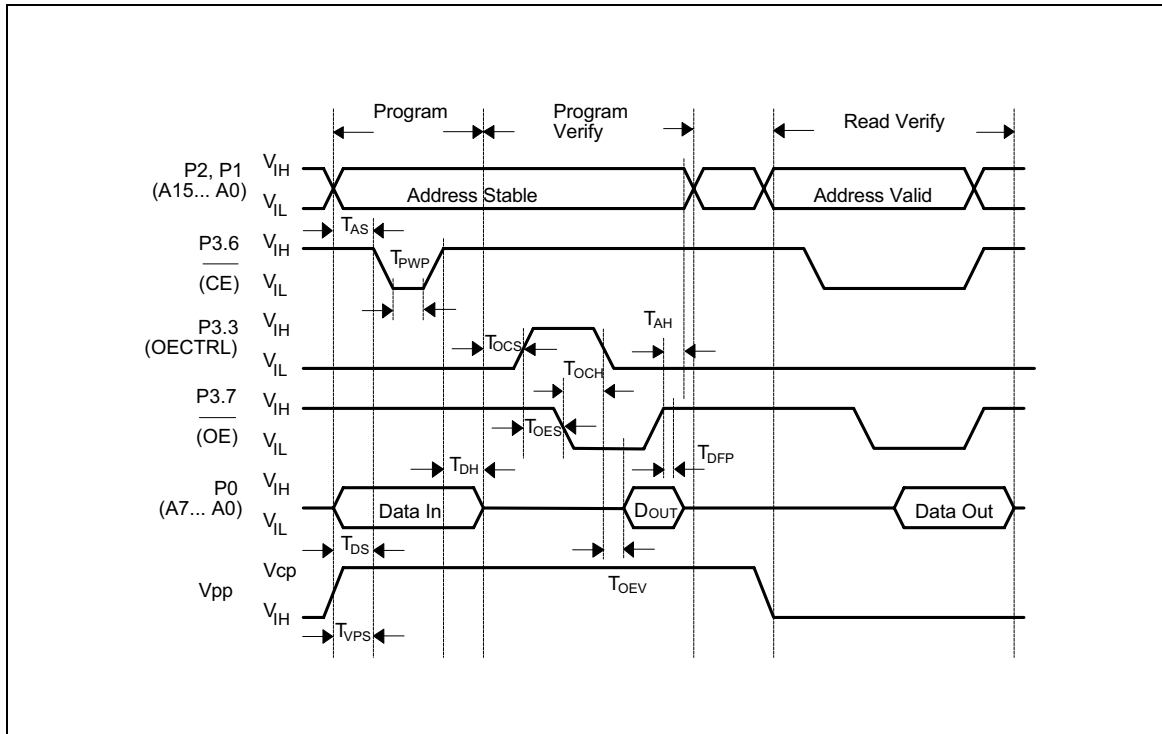 Program
Program
Verify
Read Verify
P2, P1
(A15... A0)
VIH
VIL
Address Stable
Address Valid
TAS
P3.6
(CE)
VIH
VIL
TPWP
P3.3
(OECTRL)
VIH
VIL
TOCS
TAH
TOCH
P3.7
(OE)
VIH
VIL
TOES
TDFP
TDH
P0
(A7... A0)
VIH
VIL
Data In
DOUT
Data Out
TDS
Vpp
Vcp
VIH
TOEV
TVPS